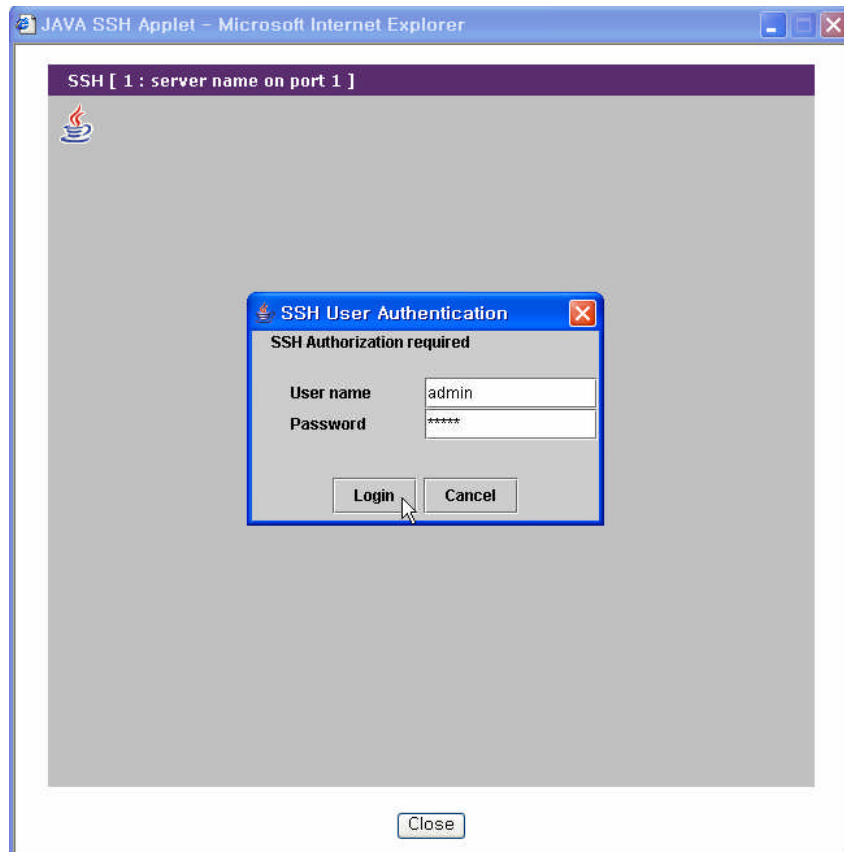 JAVA SSH Applet - Microsoft Internet Explorer
SSH [ 1 : server name on port 1 ]
SSH User Authentication
SSH Authorization required
User name admin
Password *****
Login Cancel
Close